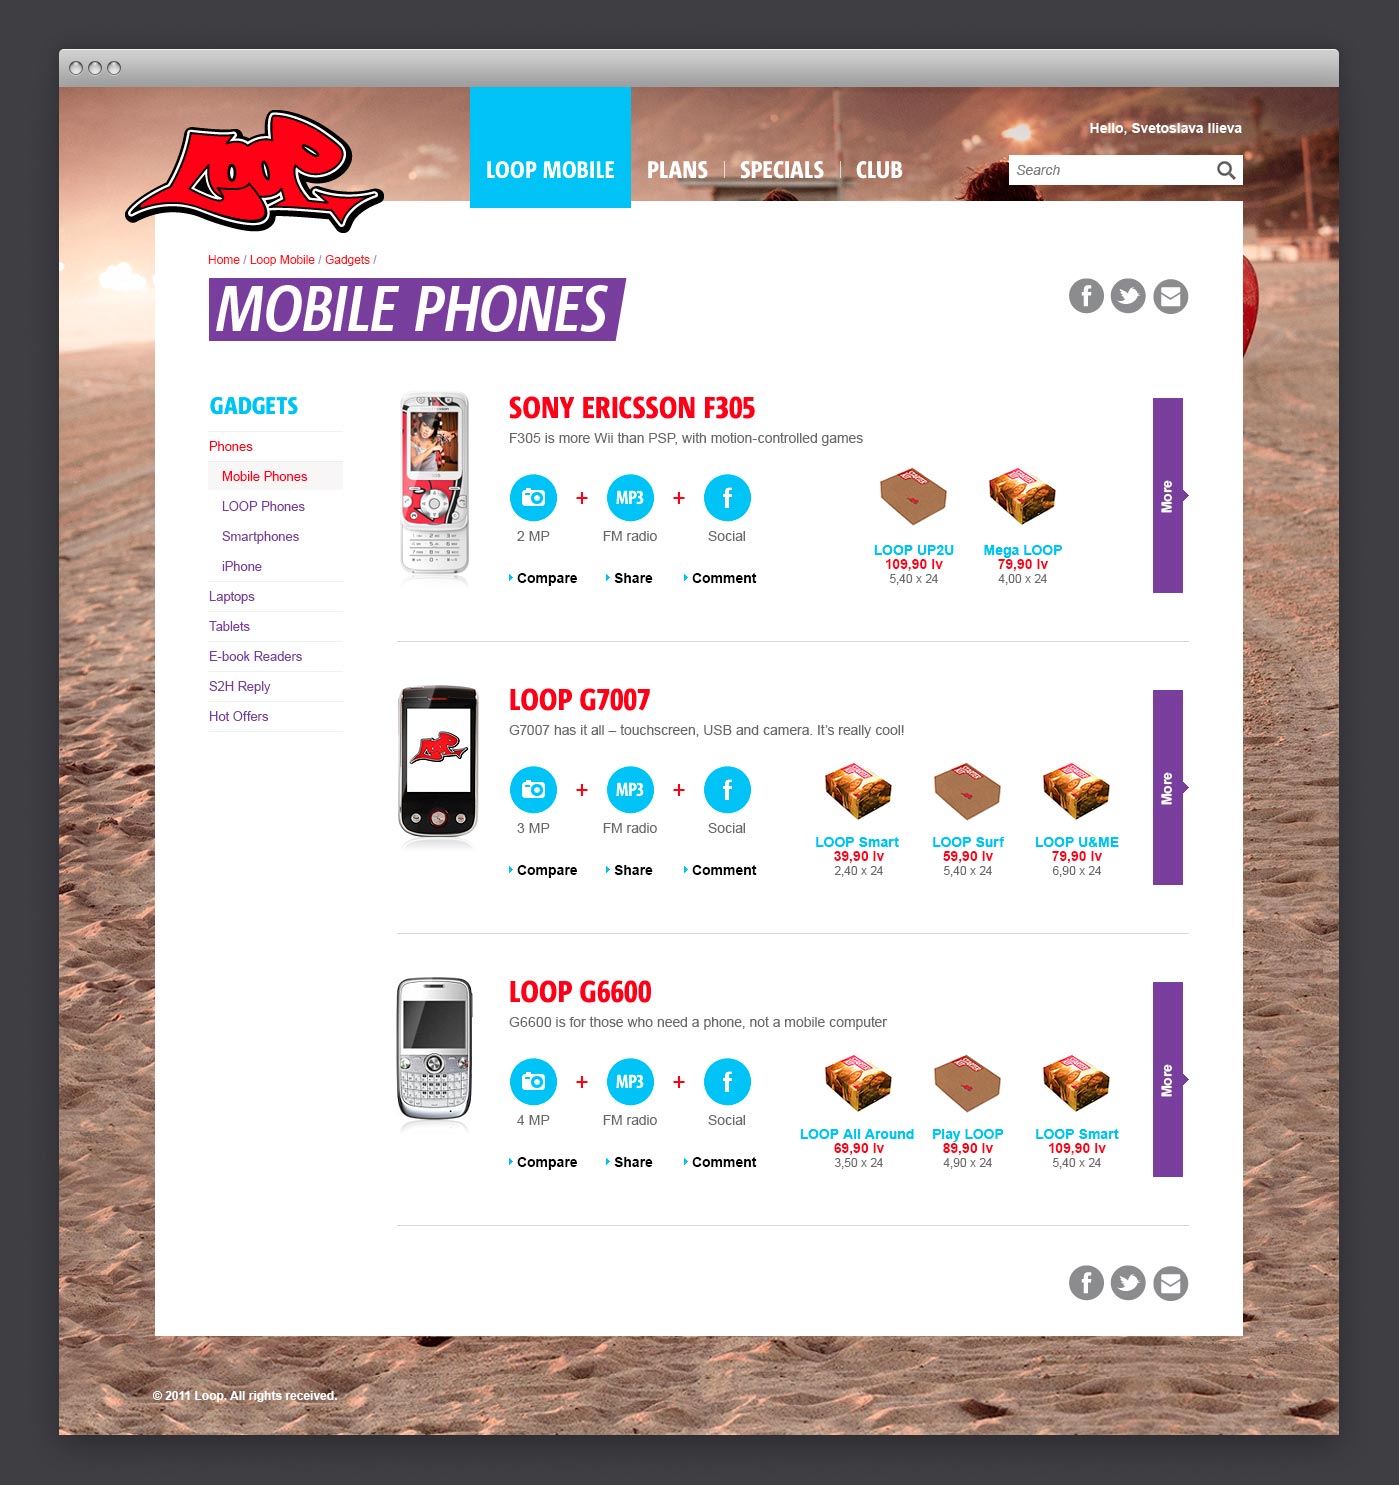 LOOP
Hello, Svetoslava Ilieva
LOOP MOBILE PLANS SPECIALS CLUB
Search
Home / Loop Mobile / Gadgets /
MOBILE PHONES
GADGETS
Phones
Mobile Phones
LOOP Phones
Smartphones
iPhone
Laptops
Tablets
E-book Readers
S2H Reply
Hot Offers
SONY ERICSSON F305
F305 is more Wii than PSP, with motion-controlled games
MP3
2 MP + FM radio + Social
Compare Share Comment
LOOP UP2U
109,90 lv
5,40 x 24
Mega LOOP
79,90 lv
4,00 x 24
More
LOOP G7007
G7007 has it all – touchscreen, USB and camera. It's really cool!
MP3
3 MP + FM radio + Social
Compare Share Comment
LOOP Smart
39,90 lv
2,40 x 24
LOOP Surf
59,90 lv
5,40 x 24
LOOP U&ME
79,90 lv
6,90 x 24
More
LOOP G6600
G6600 is for those who need a phone, not a mobile computer
MP3
4 MP + FM radio + Social
Compare Share Comment
LOOP All Around
69,90 lv
3,50 x 24
Play LOOP
89,90 lv
4,90 x 24
LOOP Smart
109,90 lv
5,40 x 24
More
© 2011 Loop. All rights received.